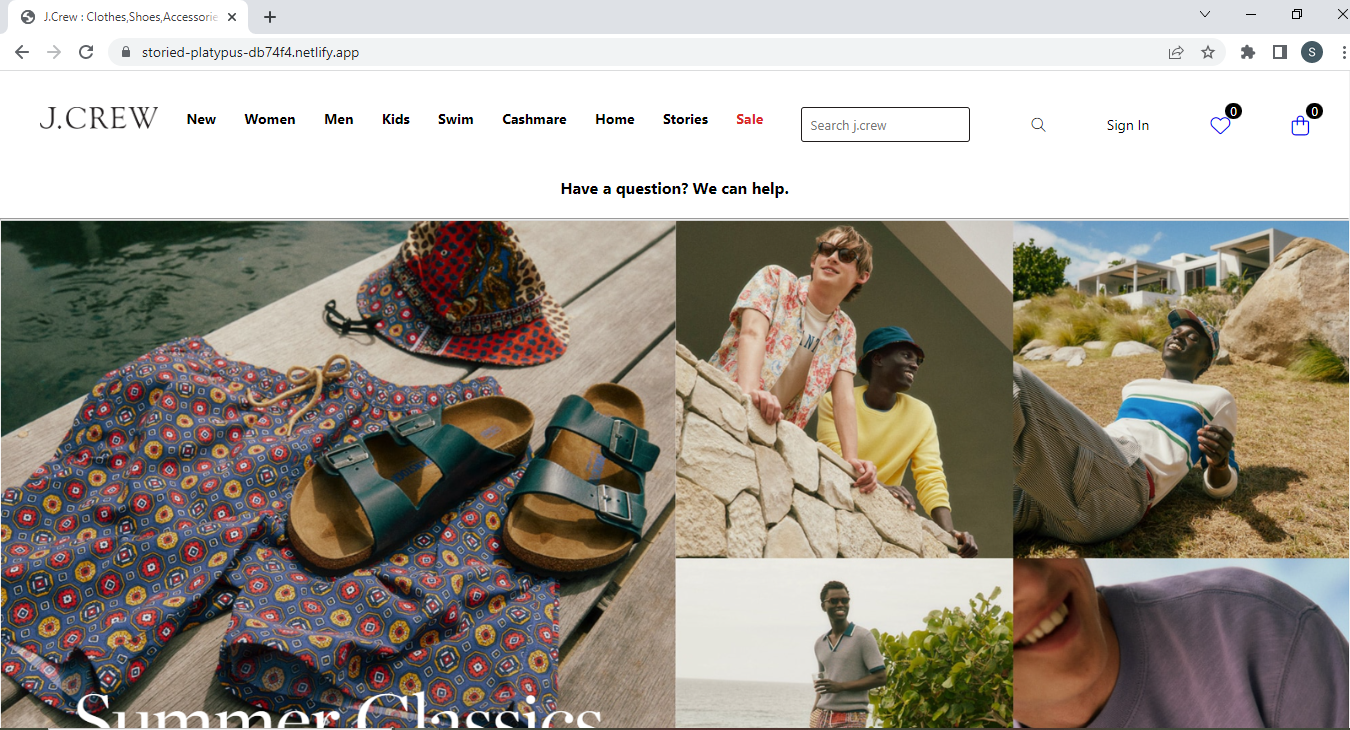 J.Crew : Clothes,Shoes,Accessorie
storied-platypus-db74f4.netlify.app
S
J.CREW
New
Women
Men
Kids
Swim
Cashmare
Home
Stories
Sale
Search j.crew
Sign In
0
0
Have a question? We can help.
Summer Classics